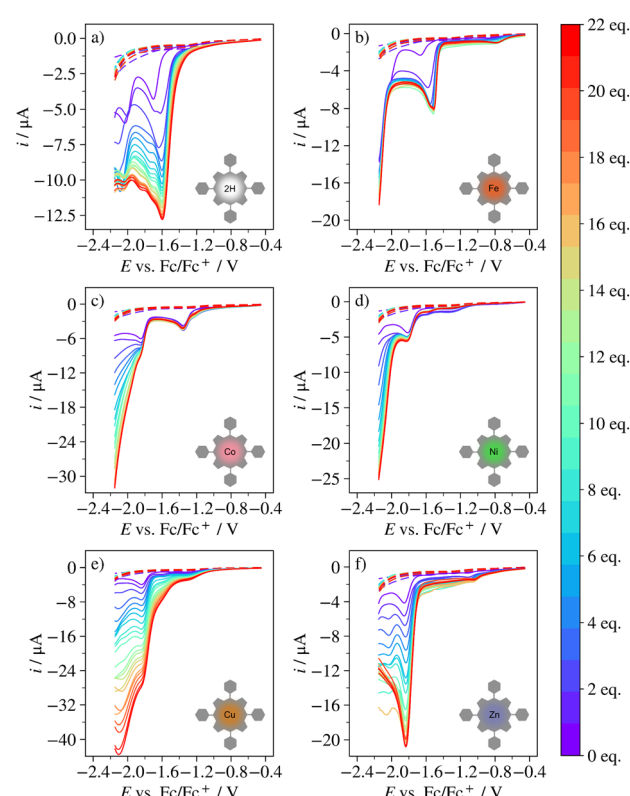 a)
0.0
−2.5
−5.0
−7.5
−10.0
−12.5
i / μA
2H
−2.4 −2.0 −1.6 −1.2 −0.8 −0.4
E vs. Fc/Fc+ / V
b)
0
−4
−8
−12
−16
−20
i / μA
Fe
−2.4 −2.0 −1.6 −1.2 −0.8 −0.4
E vs. Fc/Fc+ / V
c)
0
−6
−12
−18
−24
−30
i / μA
Co
−2.4 −2.0 −1.6 −1.2 −0.8 −0.4
E vs. Fc/Fc+ / V
d)
0
−5
−10
−15
−20
−25
i / μA
Ni
−2.4 −2.0 −1.6 −1.2 −0.8 −0.4
E vs. Fc/Fc+ / V
e)
0
−8
−16
−24
−32
−40
i / μA
Cu
−2.4 −2.0 −1.6 −1.2 −0.8 −0.4
E vs. Fc/Fc+ / V
f)
0
−4
−8
−12
−16
−20
i / μA
Zn
−2.4 −2.0 −1.6 −1.2 −0.8 −0.4
E vs. Fc/Fc+ / V
22 eq.
20 eq.
18 eq.
16 eq.
14 eq.
12 eq.
10 eq.
8 eq.
6 eq.
4 eq.
2 eq.
0 eq.